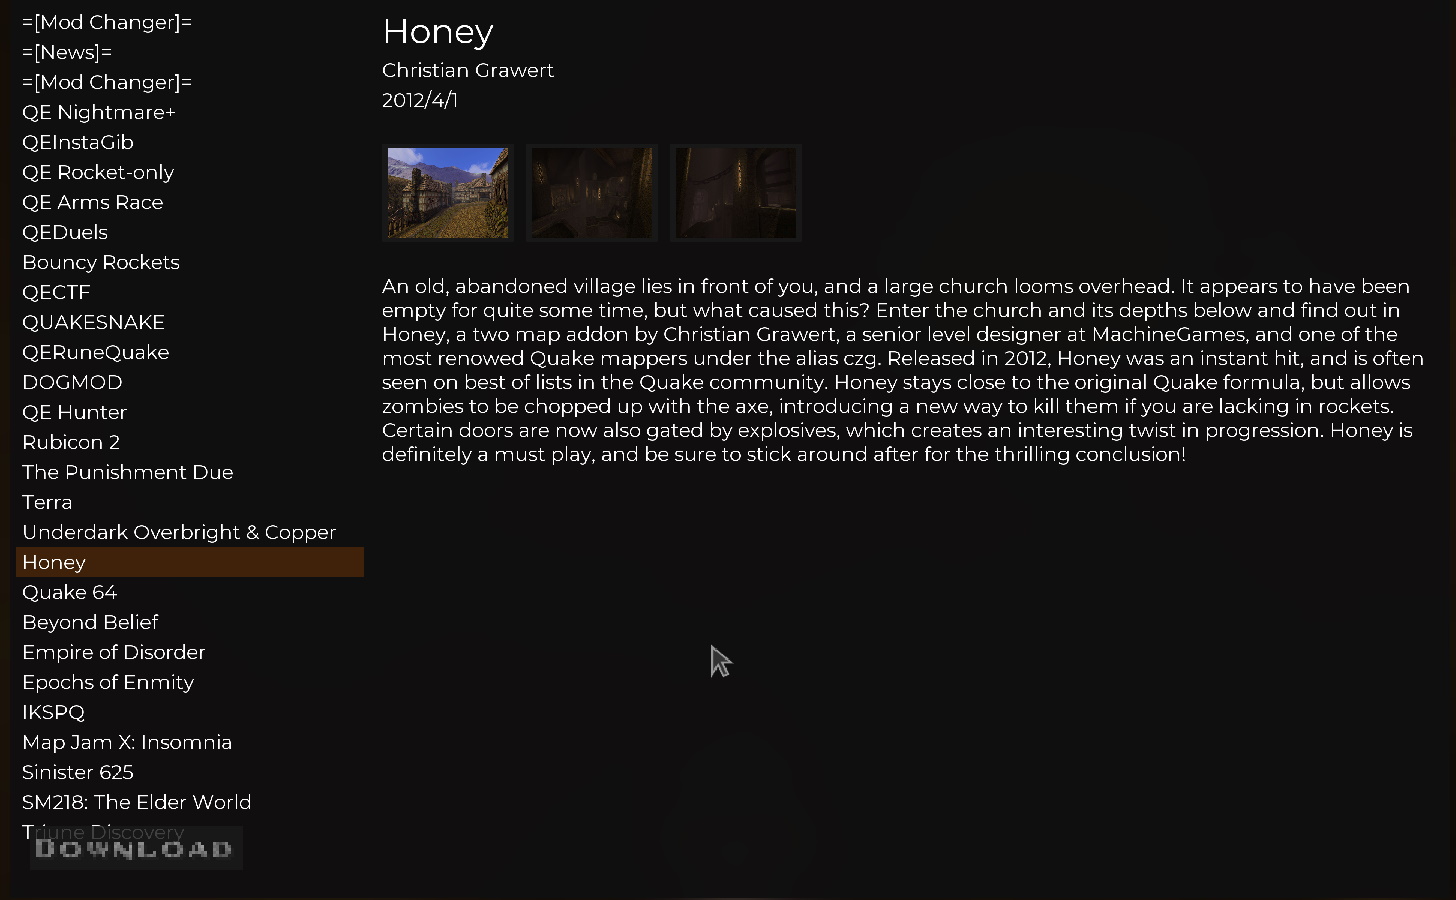 =[Mod Changer]=
=[News]=
=[Mod Changer]=
QE Nightmare+
QEInstaGib
QE Rocket-only
QE Arms Race
QEDuels
Bouncy Rockets
QECTF
QUAKESNAKE
QERuneQuake
DOGMOD
QE Hunter
Rubicon 2
The Punishment Due
Terra
Underdark Overbright & Copper
Honey
Quake 64
Beyond Belief
Empire of Disorder
Epochs of Enmity
IKSPQ
Map Jam X: Insomnia
Sinister 625
SM218: The Elder World
Triune Discovery
DOWNLOAD
Honey
Christian Grawert
2012/4/1
An old, abandoned village lies in front of you, and a large church looms overhead. It appears to have been
empty for quite some time, but what caused this? Enter the church and its depths below and find out in
Honey, a two map addon by Christian Grawert, a senior level designer at MachineGames, and one of the
most renowed Quake mappers under the alias czg. Released in 2012, Honey was an instant hit, and is often
seen on best of lists in the Quake community. Honey stays close to the original Quake formula, but allows
zombies to be chopped up with the axe, introducing a new way to kill them if you are lacking in rockets.
Certain doors are now also gated by explosives, which creates an interesting twist in progression. Honey is
definitely a must play, and be sure to stick around after for the thrilling conclusion!